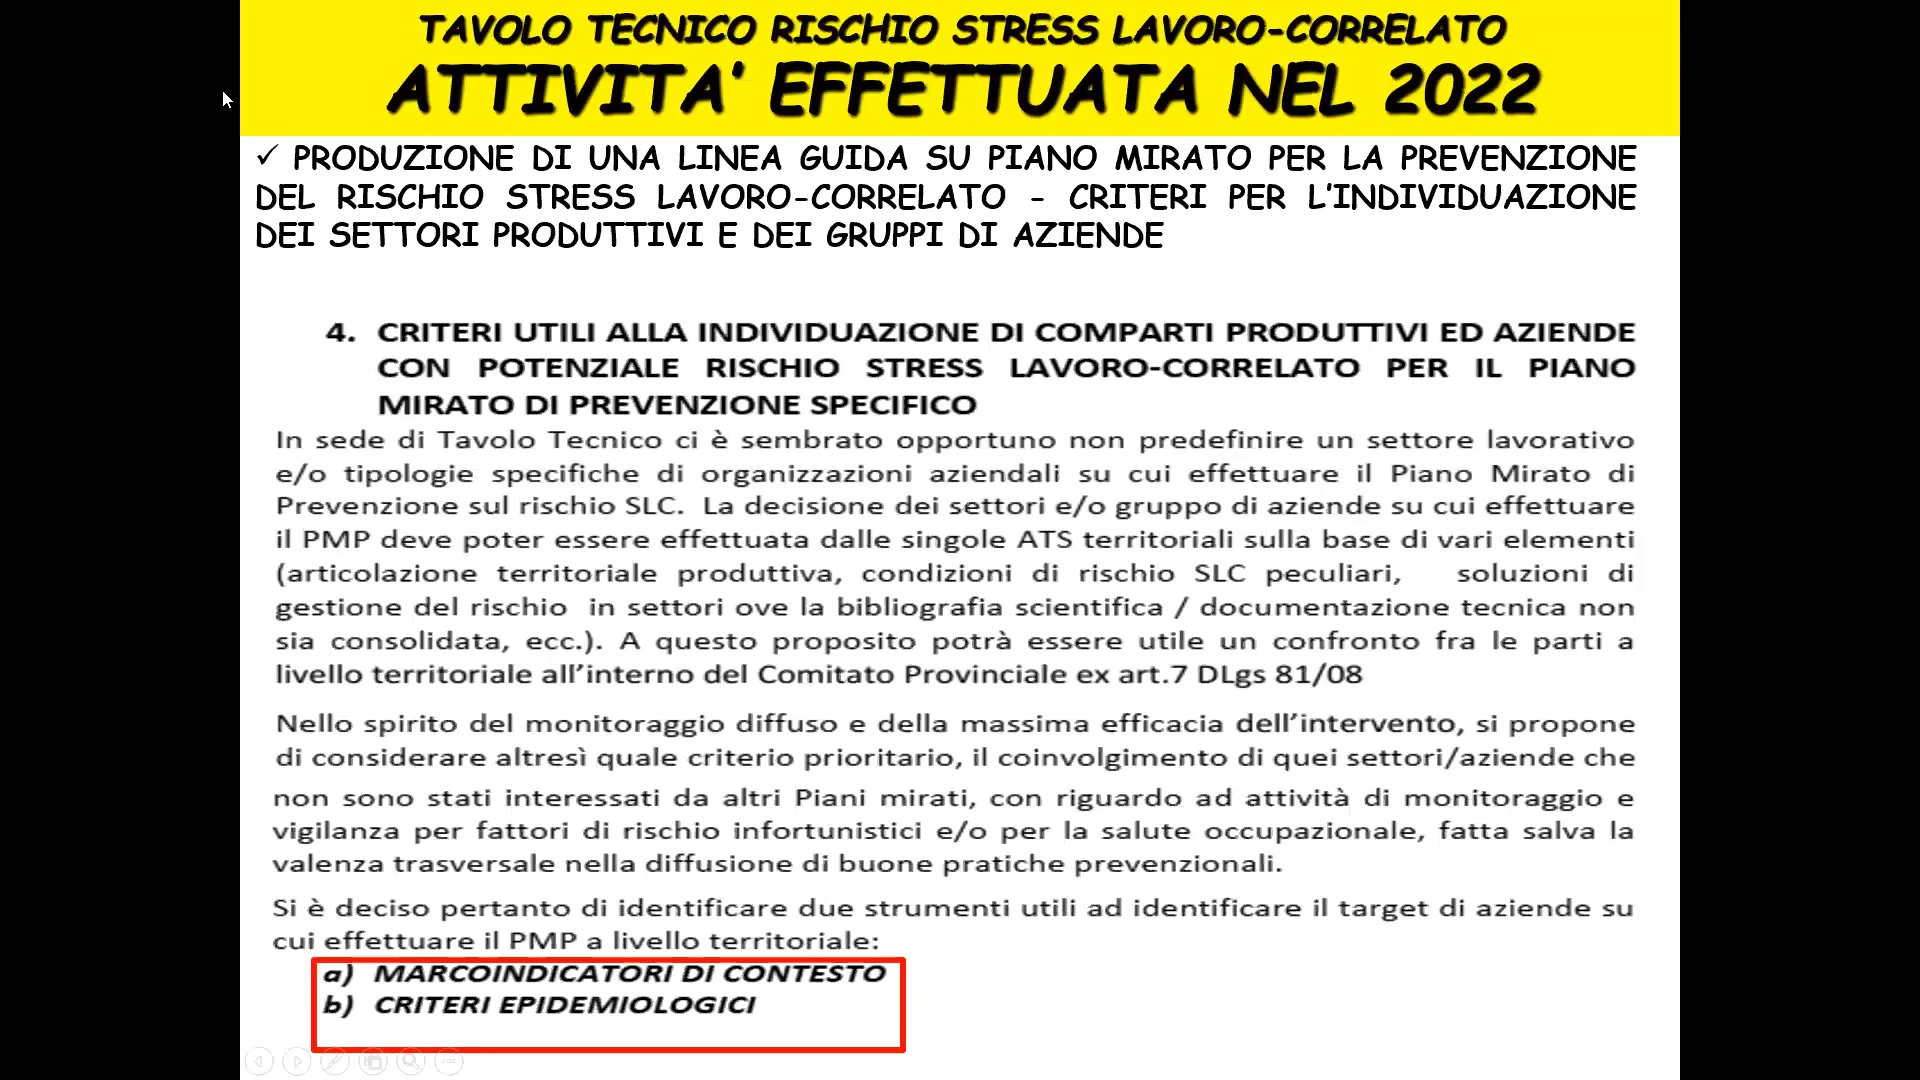 TAVOLO TECNICO RISCHIO STRESS LAVORO-CORRELATO
ATTIVITA' EFFETTUATA NEL 2022
✓ PRODUZIONE DI UNA LINEA GUIDA SU PIANO MIRATO PER LA PREVENZIONE
DEL RISCHIO STRESS LAVORO-CORRELATO - CRITERI PER L'INDIVIDUAZIONE
DEI SETTORI PRODUTTIVI E DEI GRUPPI DI AZIENDE
4. CRITERI UTILI ALLA INDIVIDUAZIONE DI COMPARTI PRODUTTIVI ED AZIENDE
CON POTENZIALE RISCHIO STRESS LAVORO-CORRELATO PER IL PIANO
MIRATO DI PREVENZIONE SPECIFICO
In sede di Tavolo Tecnico ci è sembrato opportuno non predefinire un settore lavorativo
e/o tipologie specifiche di organizzazioni aziendali su cui effettuare il Piano Mirato di
Prevenzione sul rischio SLC. La decisione dei settori e/o gruppo di aziende su cui effettuare
il PMP deve poter essere effettuata dalle singole ATS territoriali sulla base di vari elementi
(articolazione territoriale produttiva, condizioni di rischio SLC peculiari, soluzioni di
gestione del rischio in settori ove la bibliografia scientifica / documentazione tecnica non
sia consolidata, ecc.). A questo proposito potrà essere utile un confronto fra le parti a
livello territoriale all'interno del Comitato Provinciale ex art.7 DLgs 81/08
Nello spirito del monitoraggio diffuso e della massima efficacia dell'intervento, si propone
di considerare altresì quale criterio prioritario, il coinvolgimento di quei settori/aziende che
non sono stati interessati da altri Piani mirati, con riguardo ad attività di monitoraggio e
vigilanza per fattori di rischio infortunistici e/o per la salute occupazionale, fatta salva la
valenza trasversale nella diffusione di buone pratiche prevenzionali.
Si è deciso pertanto di identificare due strumenti utili ad identificare il target di aziende su
cui effettuare il PMP a livello territoriale:
a) MARCOINDICATORI DI CONTESTO
b) CRITERI EPIDEMIOLOGICI